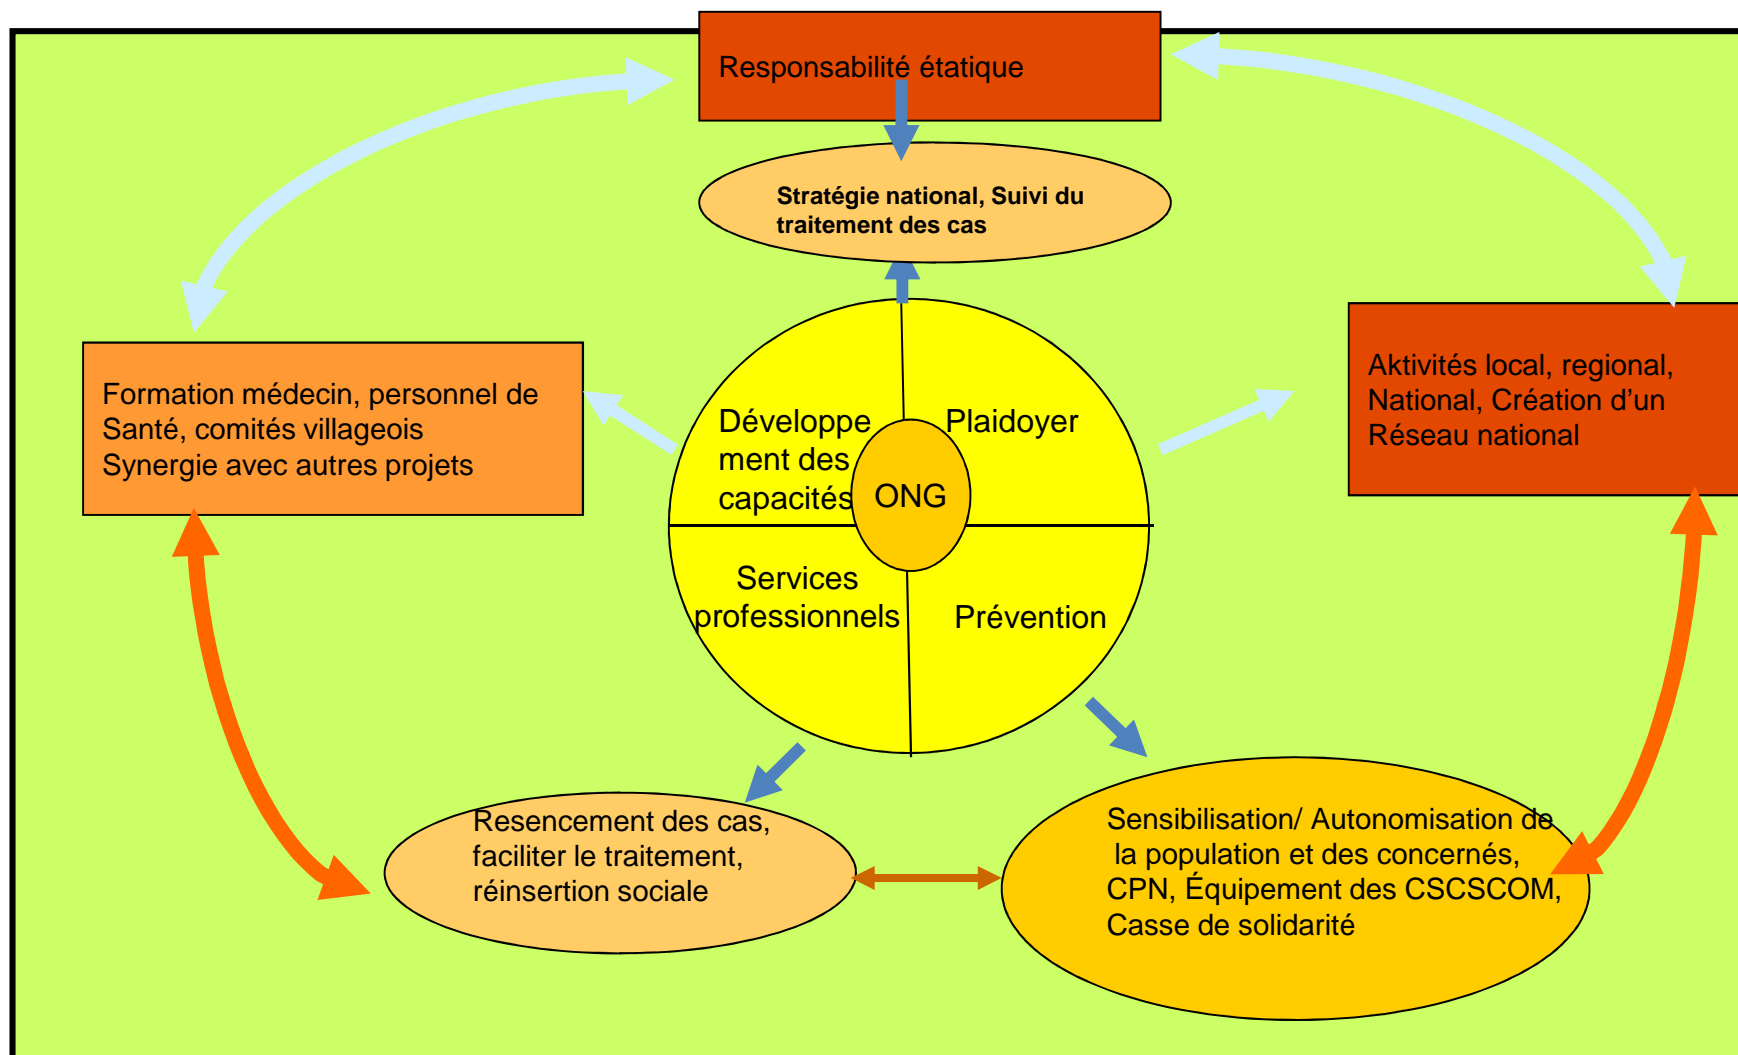 Responsabilité étatique
Stratégie national, Suivi du
traitement des cas
Formation médecin, personnel de
Santé, comités villageois
Synergie avec autres projets
Aktivités local, regional,
National, Création d’un
Réseau national
Développe
ment des
capacités
Plaidoyer
ONG
Services
professionnels
Prévention
Resencement des cas,
faciliter le traitement,
réinsertion sociale
Sensibilisation/ Autonomisation de
la population et des concernés,
CPN, Équipement des CSCSCOM,
Casse de solidarité